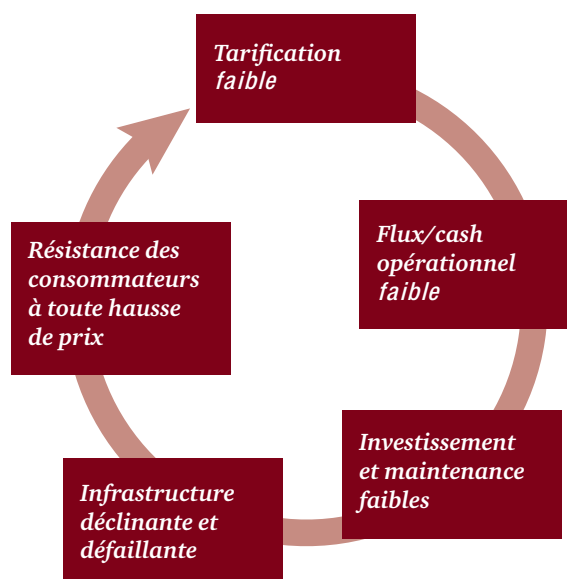 Tarification
faible
Flux/cash
opérationnel
faible
Investissement
et maintenance
faibles
Infrastructure
déclinante et
défaillante
Résistance des
consommateurs
à toute hausse
de prix